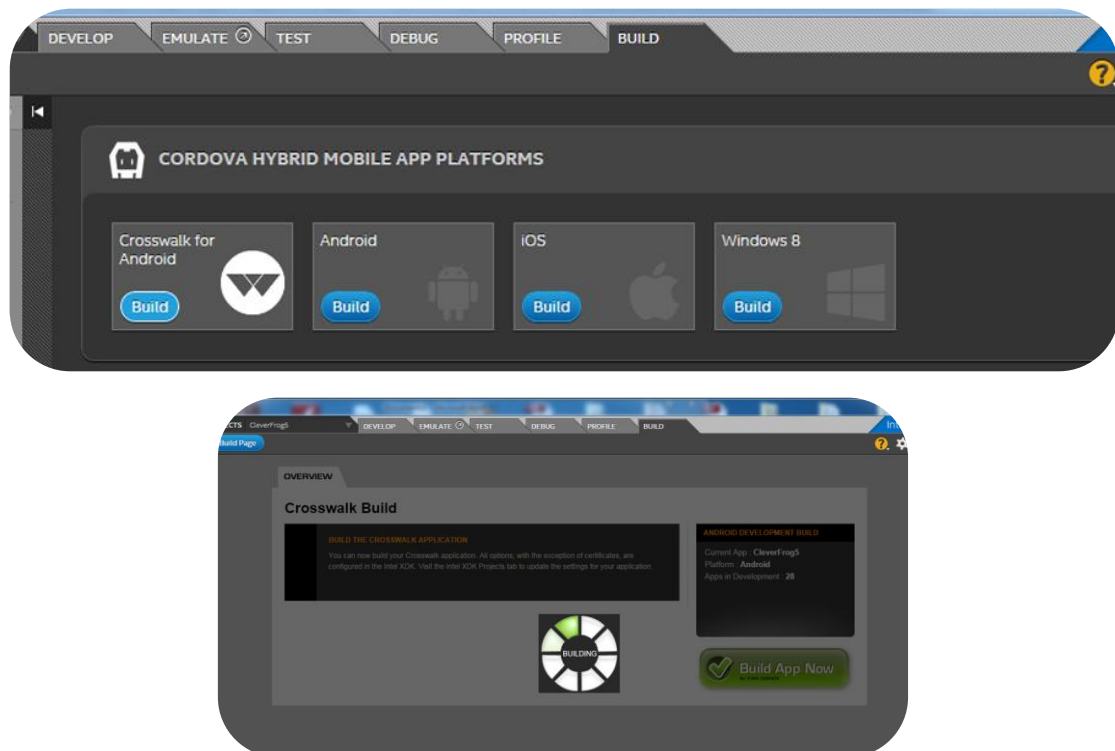 DEVELOP EMULATE TEST DEBUG PROFILE BUILD
?
CORDOVA HYBRID MOBILE APP PLATFORMS
Crosswalk for
Android
Build
Android
Build
iOS
Build
Windows 8
Build
CleverFrog5 DEVELOP EMULATE TEST DEBUG PROFILE BUILD
Build Page
?
OVERVIEW
Crosswalk Build
BUILD THE CROSSWALK APPLICATION
You can now build your Crosswalk application. All options, with the exception of certificates, are
configured in the Intel XDK. Visit the Intel XDK Projects tab to update the settings for your application.
BUILDING
ANDROID DEVELOPMENT BUILD
Current App : CleverFrog5
Platform : Android
Apps in Development : 28
Build App Now